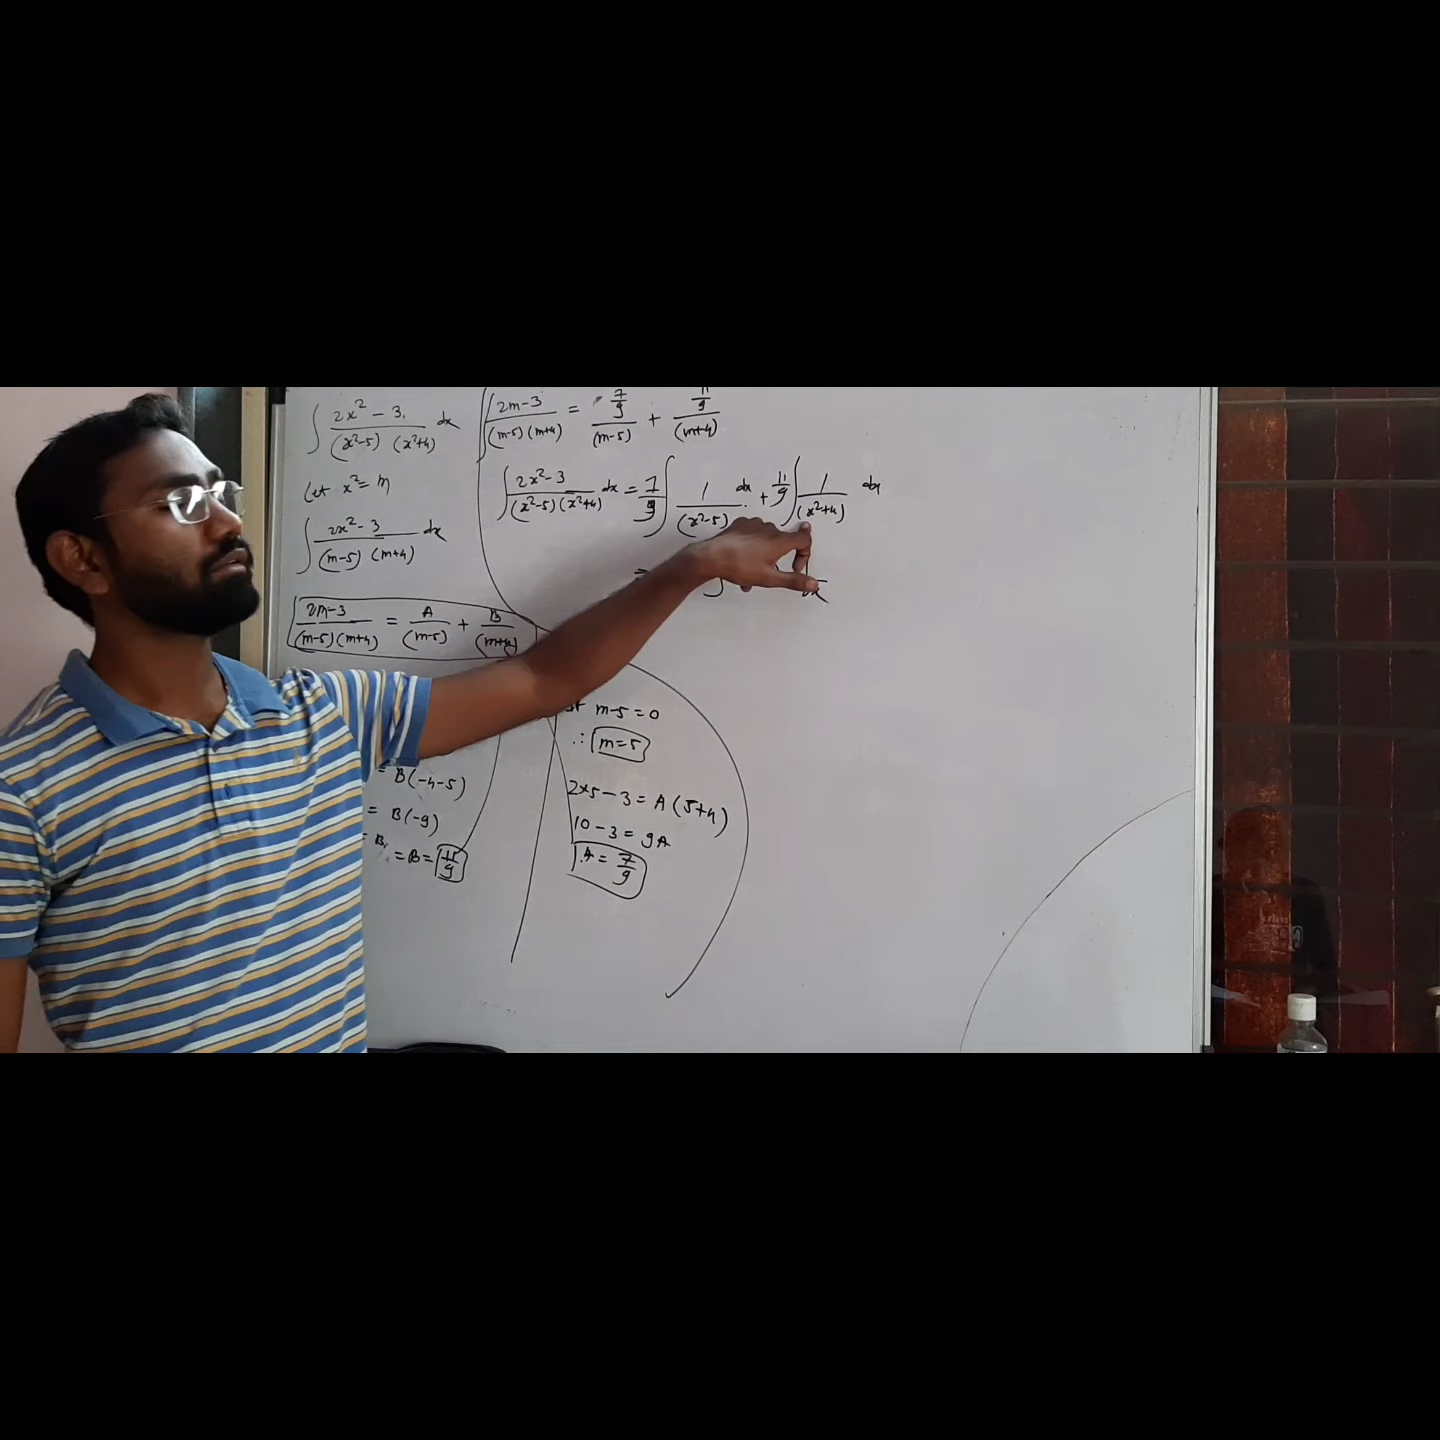 ∫ 2x² - 3 / (x²-5) (x²+4) dx
Let x² = m
∫ 2x² - 3 / (m-5) (m+4) dx
2m-3 / (m-5)(m+4) = A / (m-5) + B / (m+4)
= B(-4-5)
= B(-9)
= B = 11/9
∫ 2m-3 / (m-5)(m+4) = 7/9 / (m-5) + 11/9 / (m+4)
∫ 2x²-3 / (x²-5)(x²+4) dx = 7/9 ∫ 1 / (x²-5) dx + 11/9 ∫ 1 / (x²+4) dx
m-5 = 0
∴ m=5
2×5 - 3 = A (5+4)
10 - 3 = 9A
A = 7/9